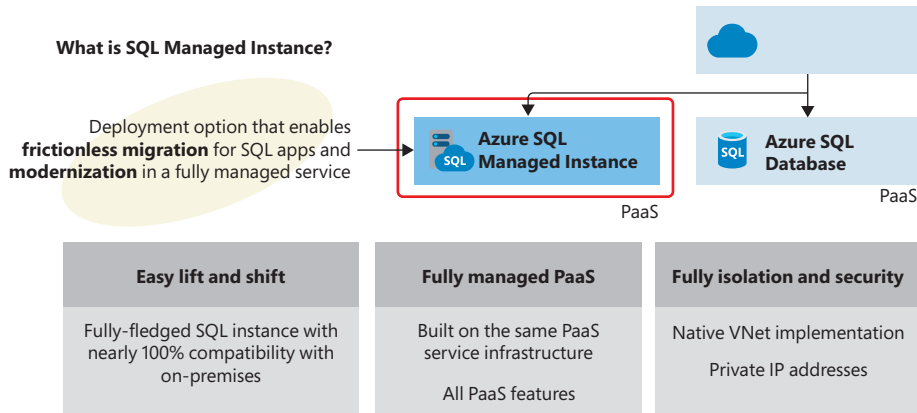 What is SQL Managed Instance?
Deployment option that enables
frictionless migration for SQL apps and
modernization in a fully managed service
SQL
Azure SQL
Managed Instance
PaaS
SQL
Azure SQL
Database
PaaS
Easy lift and shift
Fully-fledged SQL instance with
nearly 100% compatibility with
on-premises
Fully managed PaaS
Built on the same PaaS
service infrastructure
All PaaS features
Fully isolation and security
Native VNet implementation
Private IP addresses